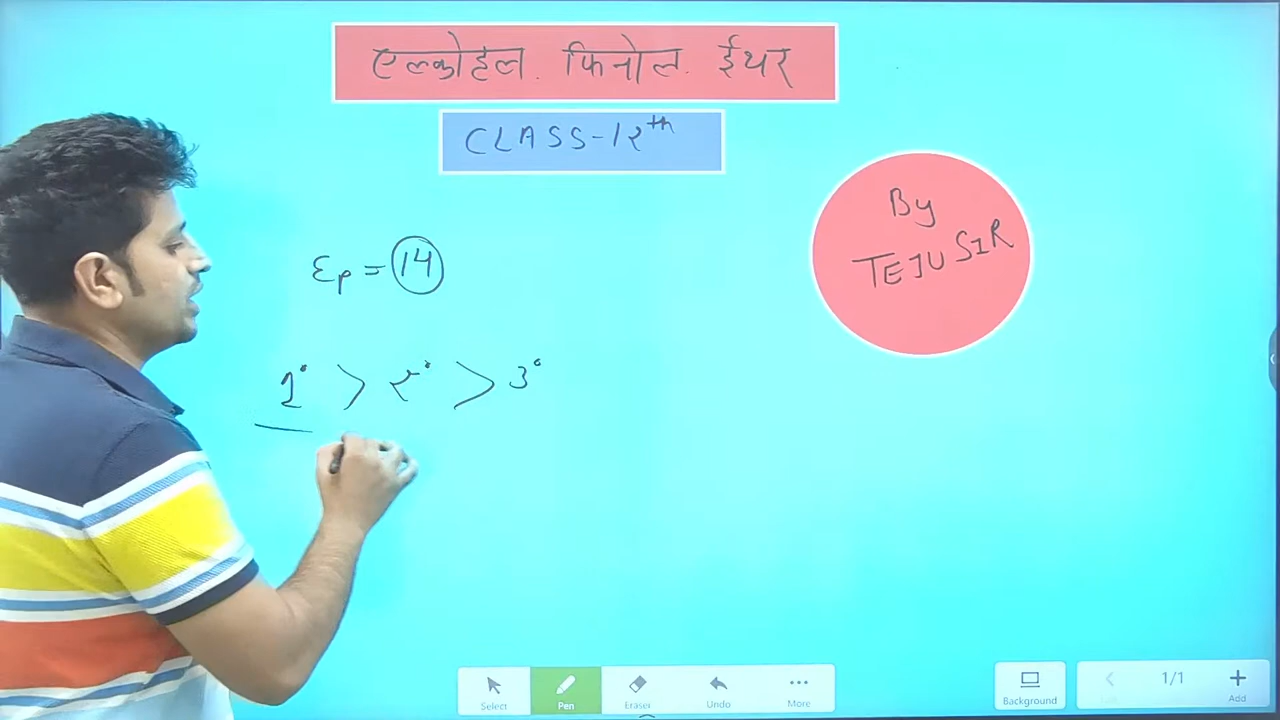 एल्कोहल. फिनोल. ईथर
CLASS-12th
By
TEJU SIR
Ep = 14
1° > 2° > 3°
Select
Pen
Eraser
Undo
More
Background
1/1
Add